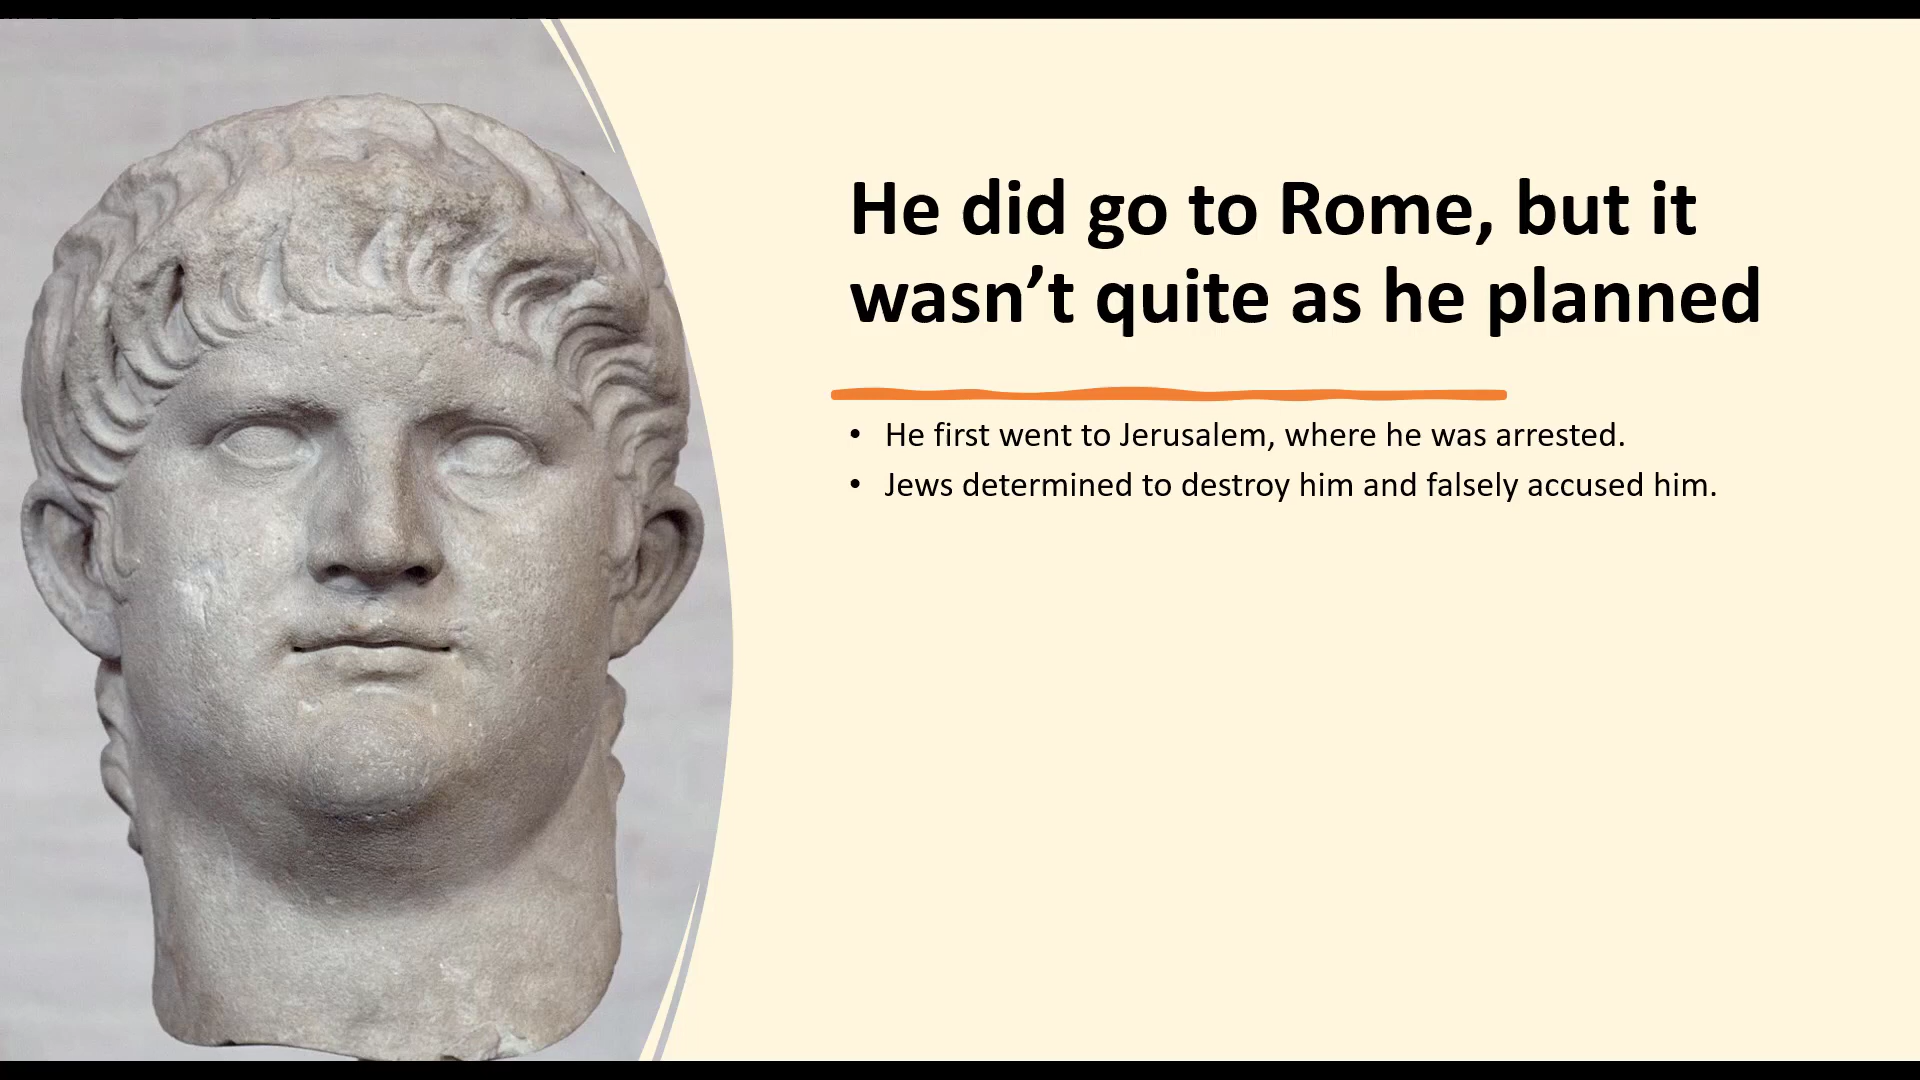 He did go to Rome, but it
wasn’t quite as he planned
• He first went to Jerusalem, where he was arrested.
• Jews determined to destroy him and falsely accused him.